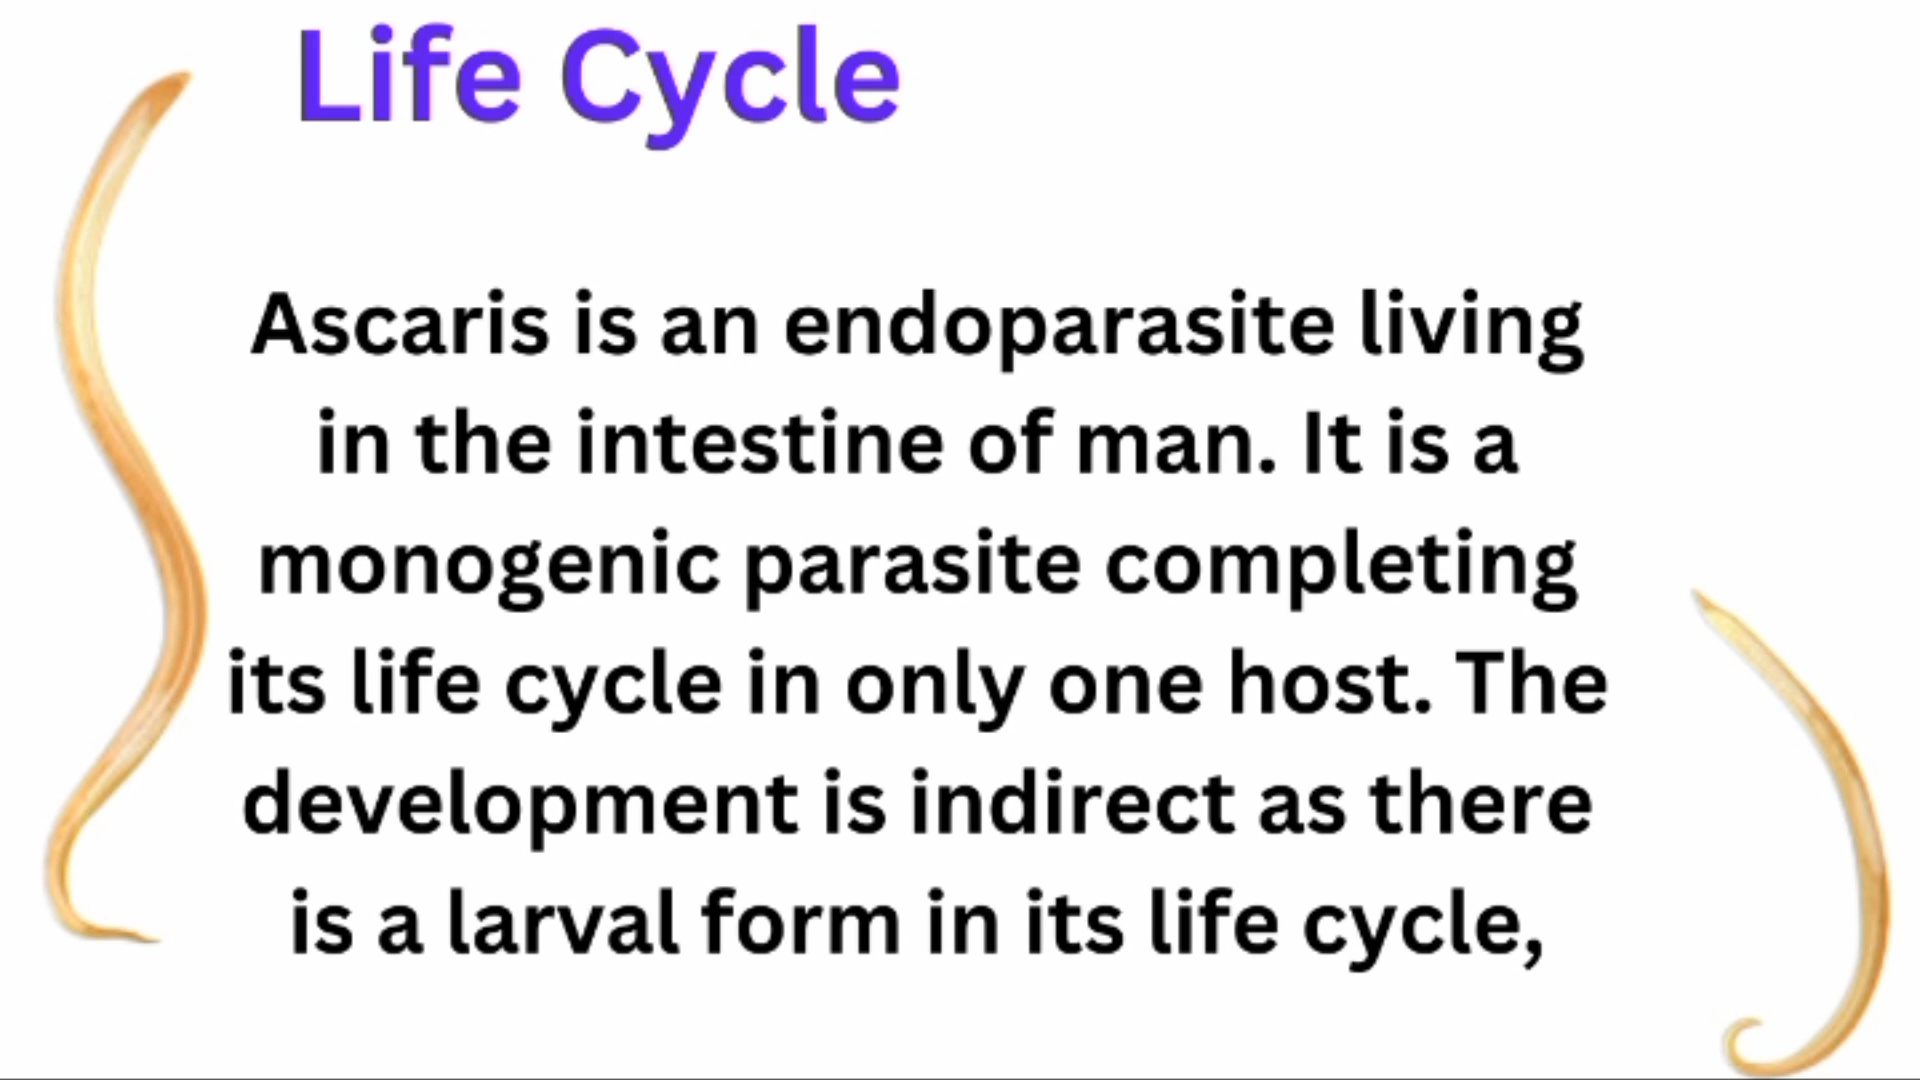 Life Cycle
Ascaris is an endoparasite living
in the intestine of man. It is a
monogenic parasite completing
its life cycle in only one host. The
development is indirect as there
is a larval form in its life cycle,